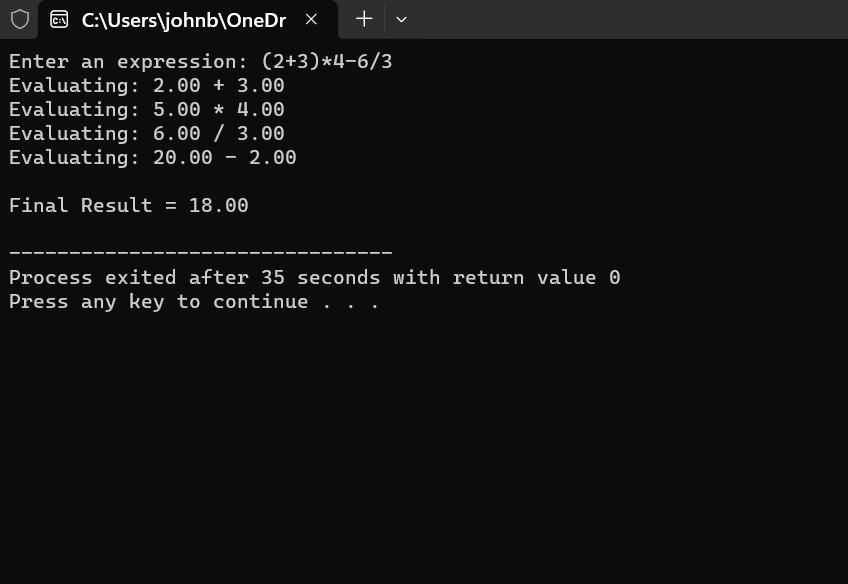 C:\Users\johnb\OneDr
Enter an expression: (2+3)*4-6/3
Evaluating: 2.00 + 3.00
Evaluating: 5.00 * 4.00
Evaluating: 6.00 / 3.00
Evaluating: 20.00 - 2.00
Final Result = 18.00
--------------------------------
Process exited after 35 seconds with return value 0
Press any key to continue . . .